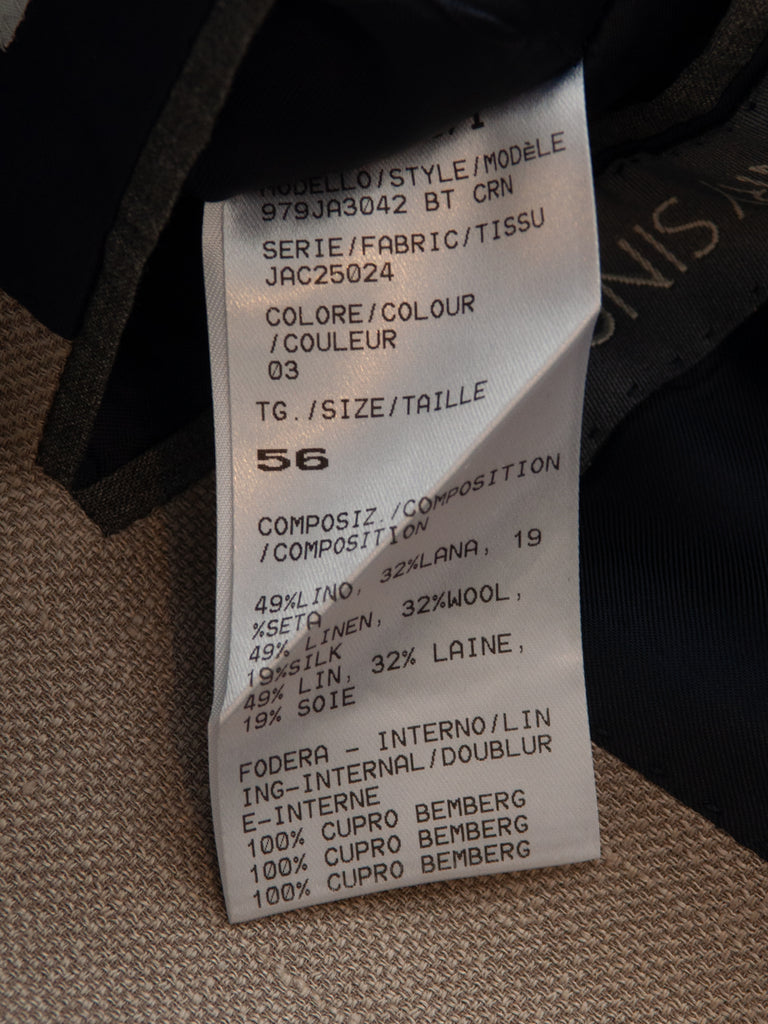 MODELLO/STYLE/MODÈLE
979JA3042 BT CRN
SERIE/FABRIC/TISSU
JAC25024
COLORE/COLOUR
/COULEUR
03
TG./SIZE/TAILLE
56
COMPOSIZ./COMPOSITION
/COMPOSITION
49%LINO, 32%LANA, 19
%SETA
49% LINEN, 32%WOOL,
19%SILK
49% LIN, 32% LAINE,
19% SOIE
FODERA - INTERNO/LIN
ING-INTERNAL/DOUBLUR
E-INTERNE
100% CUPRO BEMBERG
100% CUPRO BEMBERG
100% CUPRO BEMBERG